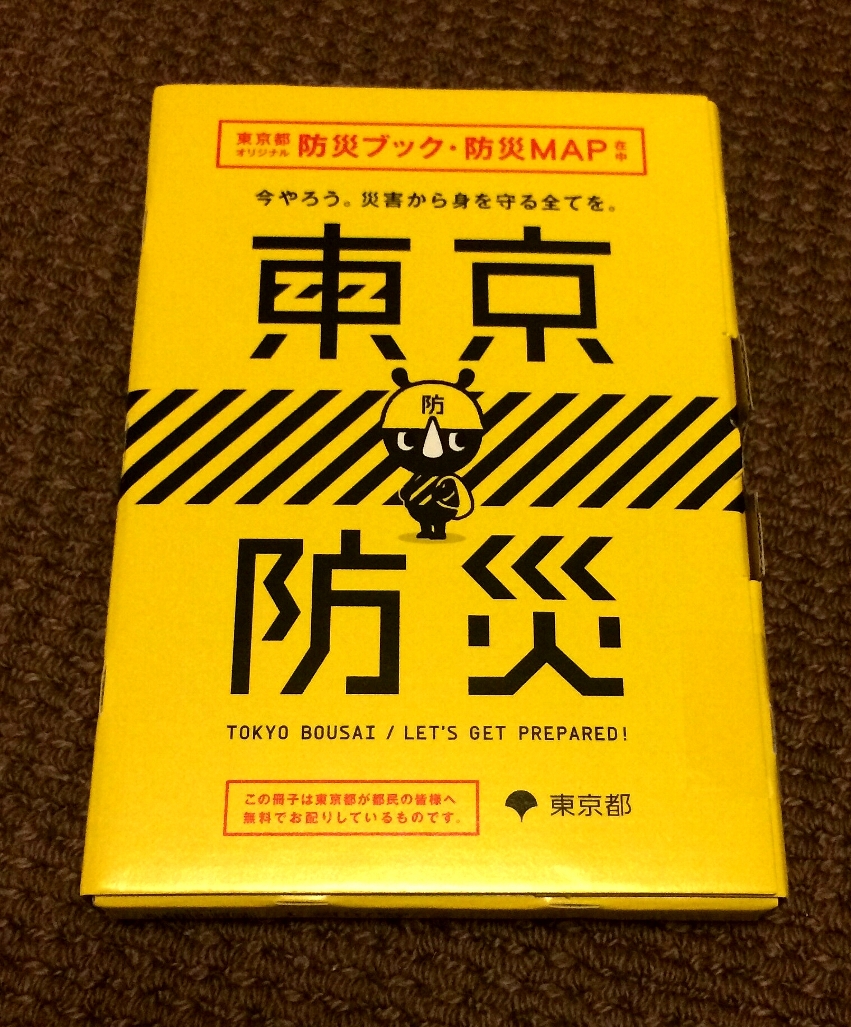 東京都
オリジナル
防災ブック・防災MAP
在中
今やろう。災害から身を守る全てを。
東京
防
防災
TOKYO BOUSAI / LET'S GET PREPARED!
この冊子は東京都が都民の皆様へ
無料でお配りしているものです。
東京都